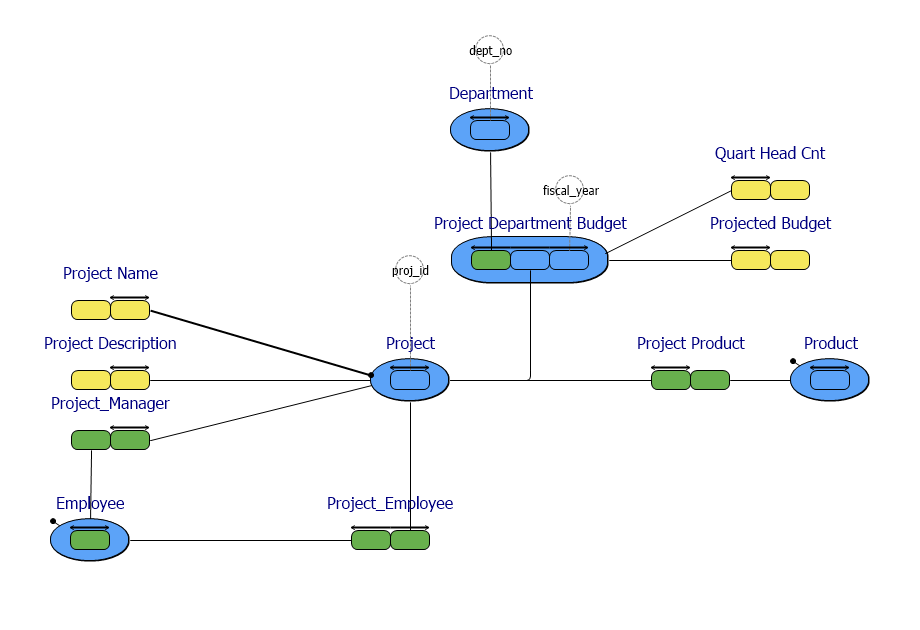 dept_no
Department
Quart Head Cnt
fiscal_year
Project Department Budget
Projected Budget
proj_id
Project Name
Project Description
Project
Project Product
Product
Project_Manager
Employee
Project_Employee